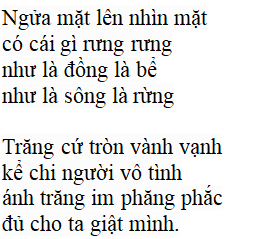 Ngửa mặt lên nhìn mặt
có cái gì rưng rưng
như là đồng là bể
như là sông là rừng

Trăng cứ tròn vành vạnh
kể chi người vô tình
ánh trăng im phăng phắc
đủ cho ta giật mình.